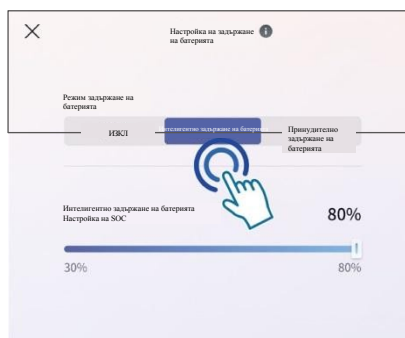 Настройка на задържане
на батерията
Режим задържане на
батерията
ИЗКЛ
нтелигентно задържане на батерия
Принудително
задържане на
батерията
Интелигентно задържане на батерията
Настройка на SOC
80%
30%
80%